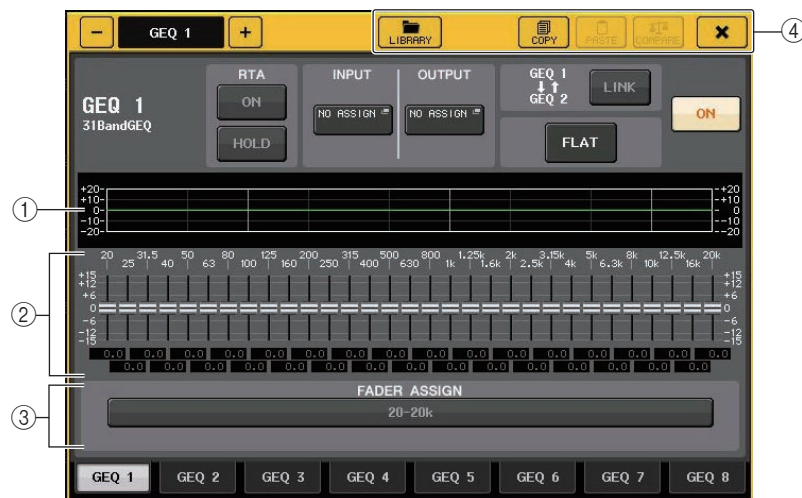 GEQ 1
LIBRARY
COPY
PASTE
COMPARE
④
RTA
INPUT
OUTPUT
GEQ 1
GEQ 2
LINK
GEQ 1
31BandGEQ
ON
NO ASSIGN
NO ASSIGN
ON
HOLD
FLAT
①
+20 +20
+10 +10
0 0
-10 -10
-20 -20
②
20 31.5 50 80 125 200 315 500 800 1.25k 2k 3.15k 5k 8k 12.5k 20k
25 40 63 100 160 250 400 630 1k 1.6k 2.5k 4k 6.3k 10k 16k
+15 +15
+12 +12
+6 +6
0 0
-6 -6
-12 -12
-15 -15
0.0 0.0 0.0 0.0 0.0 0.0 0.0 0.0 0.0 0.0 0.0 0.0 0.0 0.0 0.0 0.0
0.0 0.0 0.0 0.0 0.0 0.0 0.0 0.0 0.0 0.0 0.0 0.0 0.0 0.0 0.0
③
FADER ASSIGN
20-20k
GEQ 1 GEQ 2 GEQ 3 GEQ 4 GEQ 5 GEQ 6 GEQ 7 GEQ 8